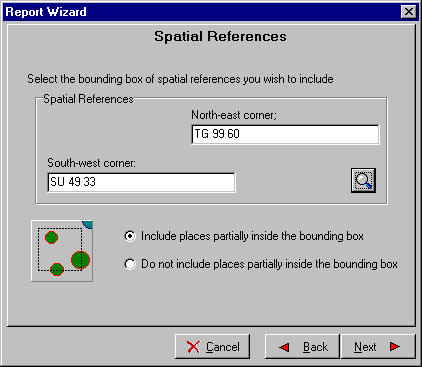 Report Wizard
Spatial References
Select the bounding box of spatial references you wish to include
Spatial References
North-east corner;
TG 99 60
South-west corner:
SU 49 33
Include places partially inside the bounding box
Do not include places partially inside the bounding box
Cancel
Back
Next